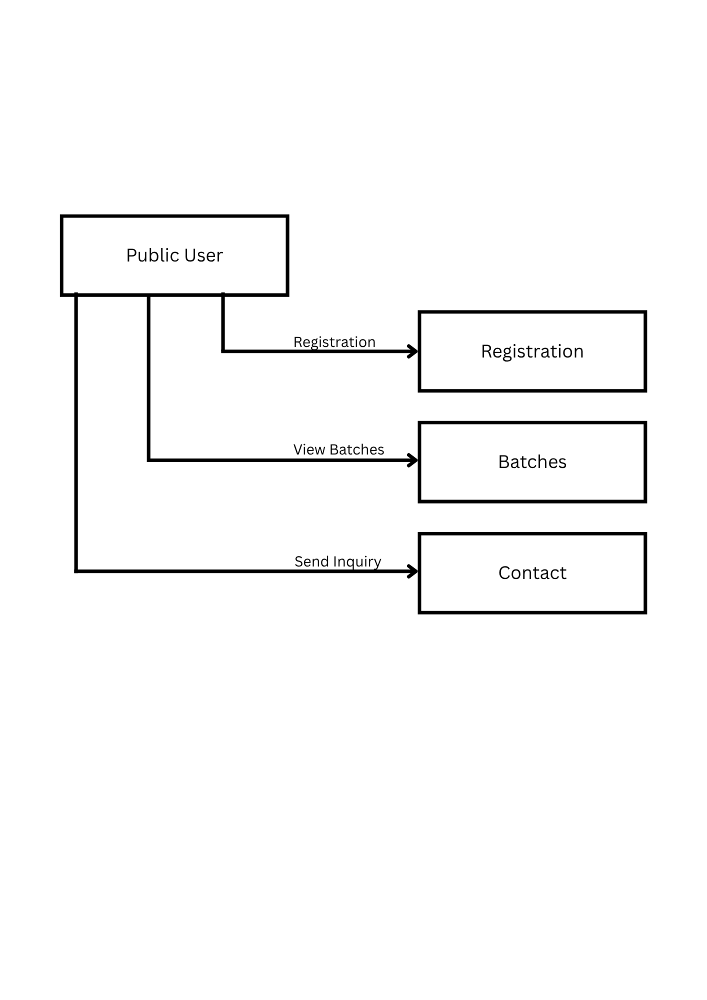 Public User
Registration
Registration
View Batches
Batches
Send Inquiry
Contact